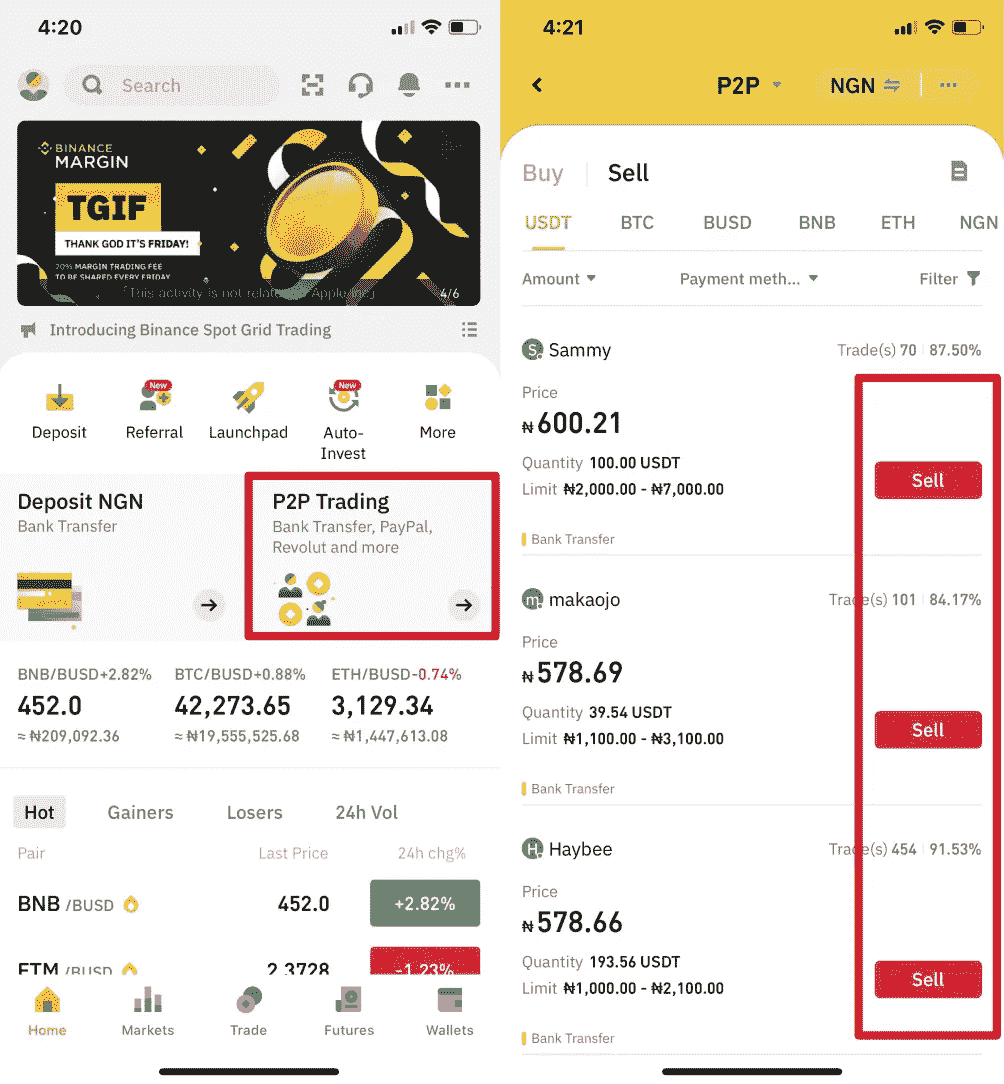 4:20
Search
BINANCE
MARGIN
TGIF
THANK GOD IT'S FRIDAY!
20% MARGIN TRADING FEE
TO BE SHARED EVERY FRIDAY
*This activity is not related to Apple Inc.
4/6
Introducing Binance Spot Grid Trading
New
New
Deposit
Referral
Launchpad
Auto-
Invest
More
Deposit NGN
Bank Transfer
P2P Trading
Bank Transfer, PayPal,
Revolut and more
BNB/BUSD+2.82% BTC/BUSD+0.88% ETH/BUSD-0.74%
452.0 42,273.65 3,129.34
≈ ₦209,092.36 ≈ ₦19,555,525.68 ≈ ₦1,447,613.08
Hot Gainers Losers 24h Vol
Pair Last Price 24h chg%
BNB /BUSD 452.0 +2.82%
FTM /BUSD 2.3728 -1.23%
Home Markets Trade Futures Wallets
4:21
P2P NGN
Buy Sell
USDT BTC BUSD BNB ETH NGN
Amount Payment meth... Filter
S Sammy Trade(s) 70 87.50%
Price
₦600.21
Quantity 100.00 USDT
Sell
Limit ₦2,000.00 - ₦7,000.00
Bank Transfer
m makaojo Trade(s) 101 84.17%
Price
₦578.69
Quantity 39.54 USDT
Sell
Limit ₦1,100.00 - ₦3,100.00
Bank Transfer
H Haybee Trade(s) 454 91.53%
Price
₦578.66
Quantity 193.56 USDT
Sell
Limit ₦1,000.00 - ₦2,100.00
Bank Transfer